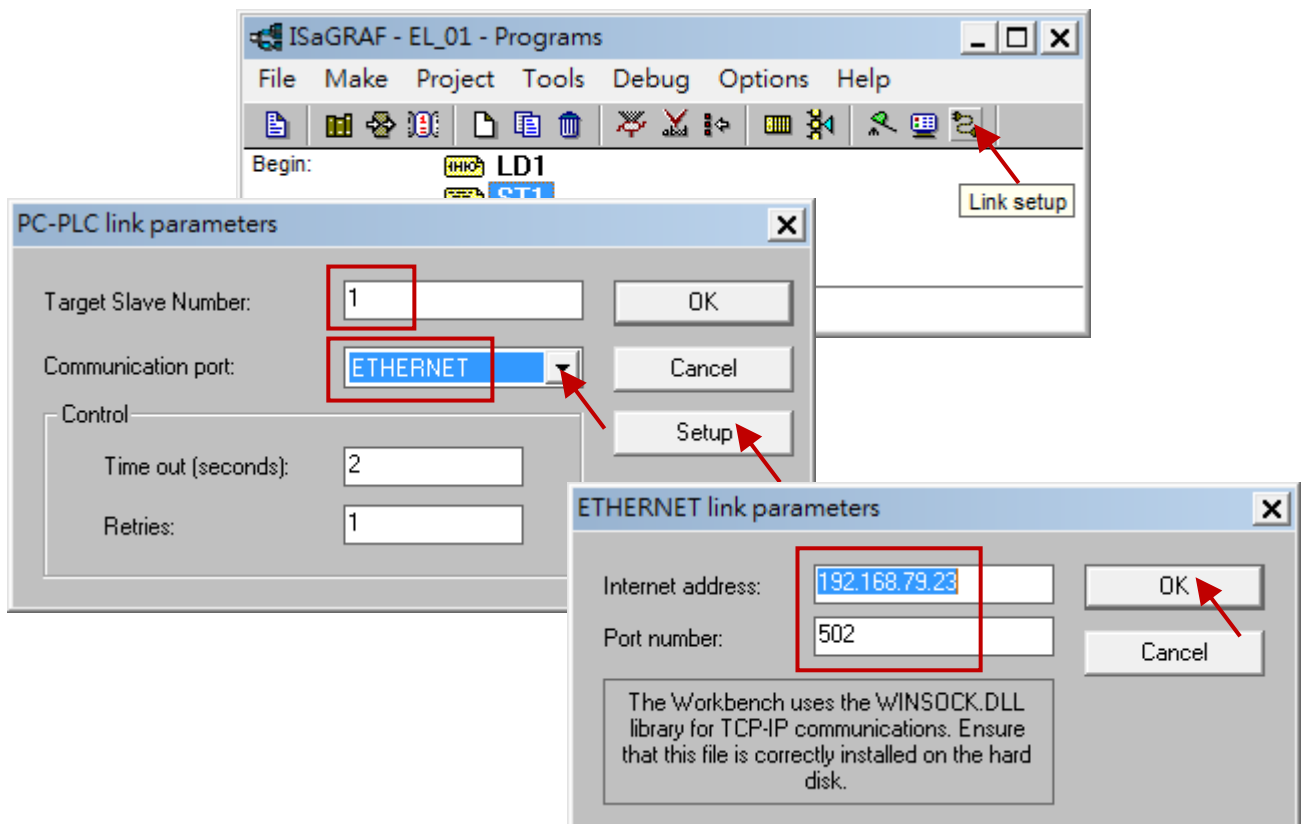 ISaGRAF - EL_01 - Programs
File Make Project Tools Debug Options Help
Begin:
LD1
ST1
Link setup
PC-PLC link parameters
Target Slave Number:
1
OK
Communication port:
ETHERNET
Cancel
Control
Setup
Time out (seconds):
2
Retries:
1
ETHERNET link parameters
Internet address:
192.168.79.23
OK
Port number:
502
Cancel
The Workbench uses the WINSOCK.DLL
library for TCP-IP communications. Ensure
that this file is correctly installed on the hard
disk.